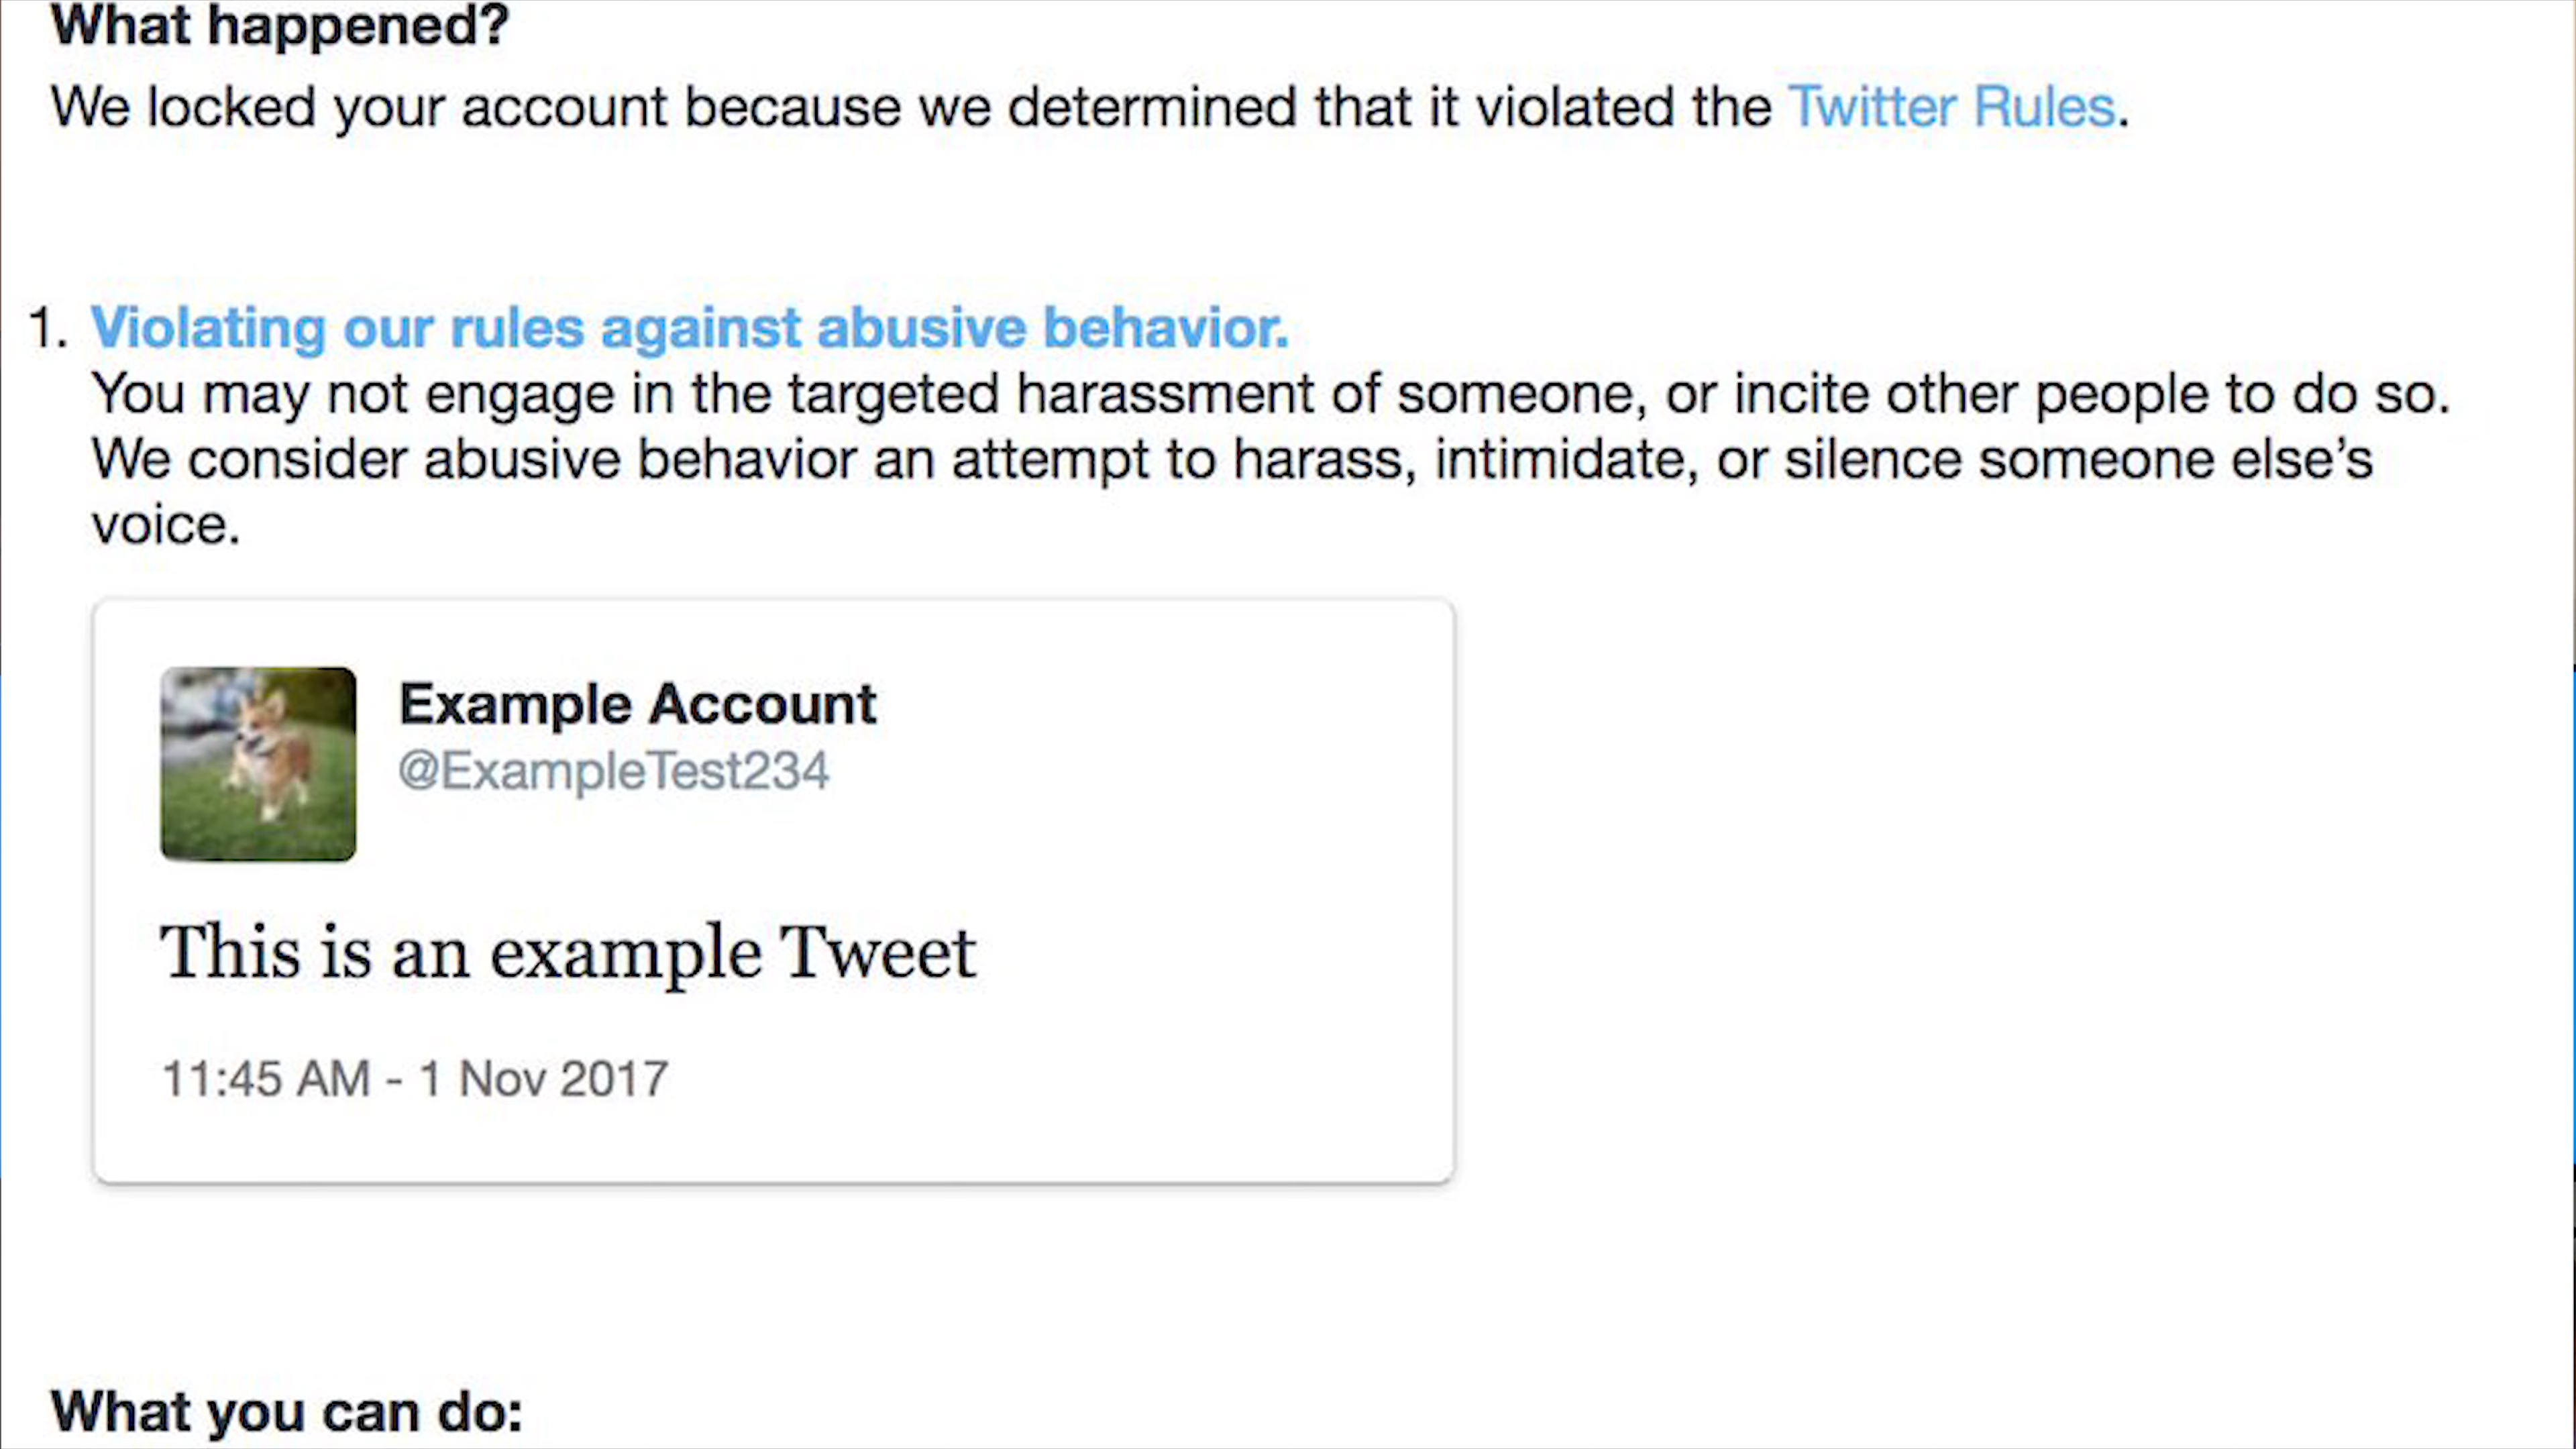 What happened?
We locked your account because we determined that it violated the Twitter Rules.
1. Violating our rules against abusive behavior.
You may not engage in the targeted harassment of someone, or incite other people to do so.
We consider abusive behavior an attempt to harass, intimidate, or silence someone else’s
voice.
Example Account
@ExampleTest234
This is an example Tweet
11:45 AM - 1 Nov 2017
What you can do: